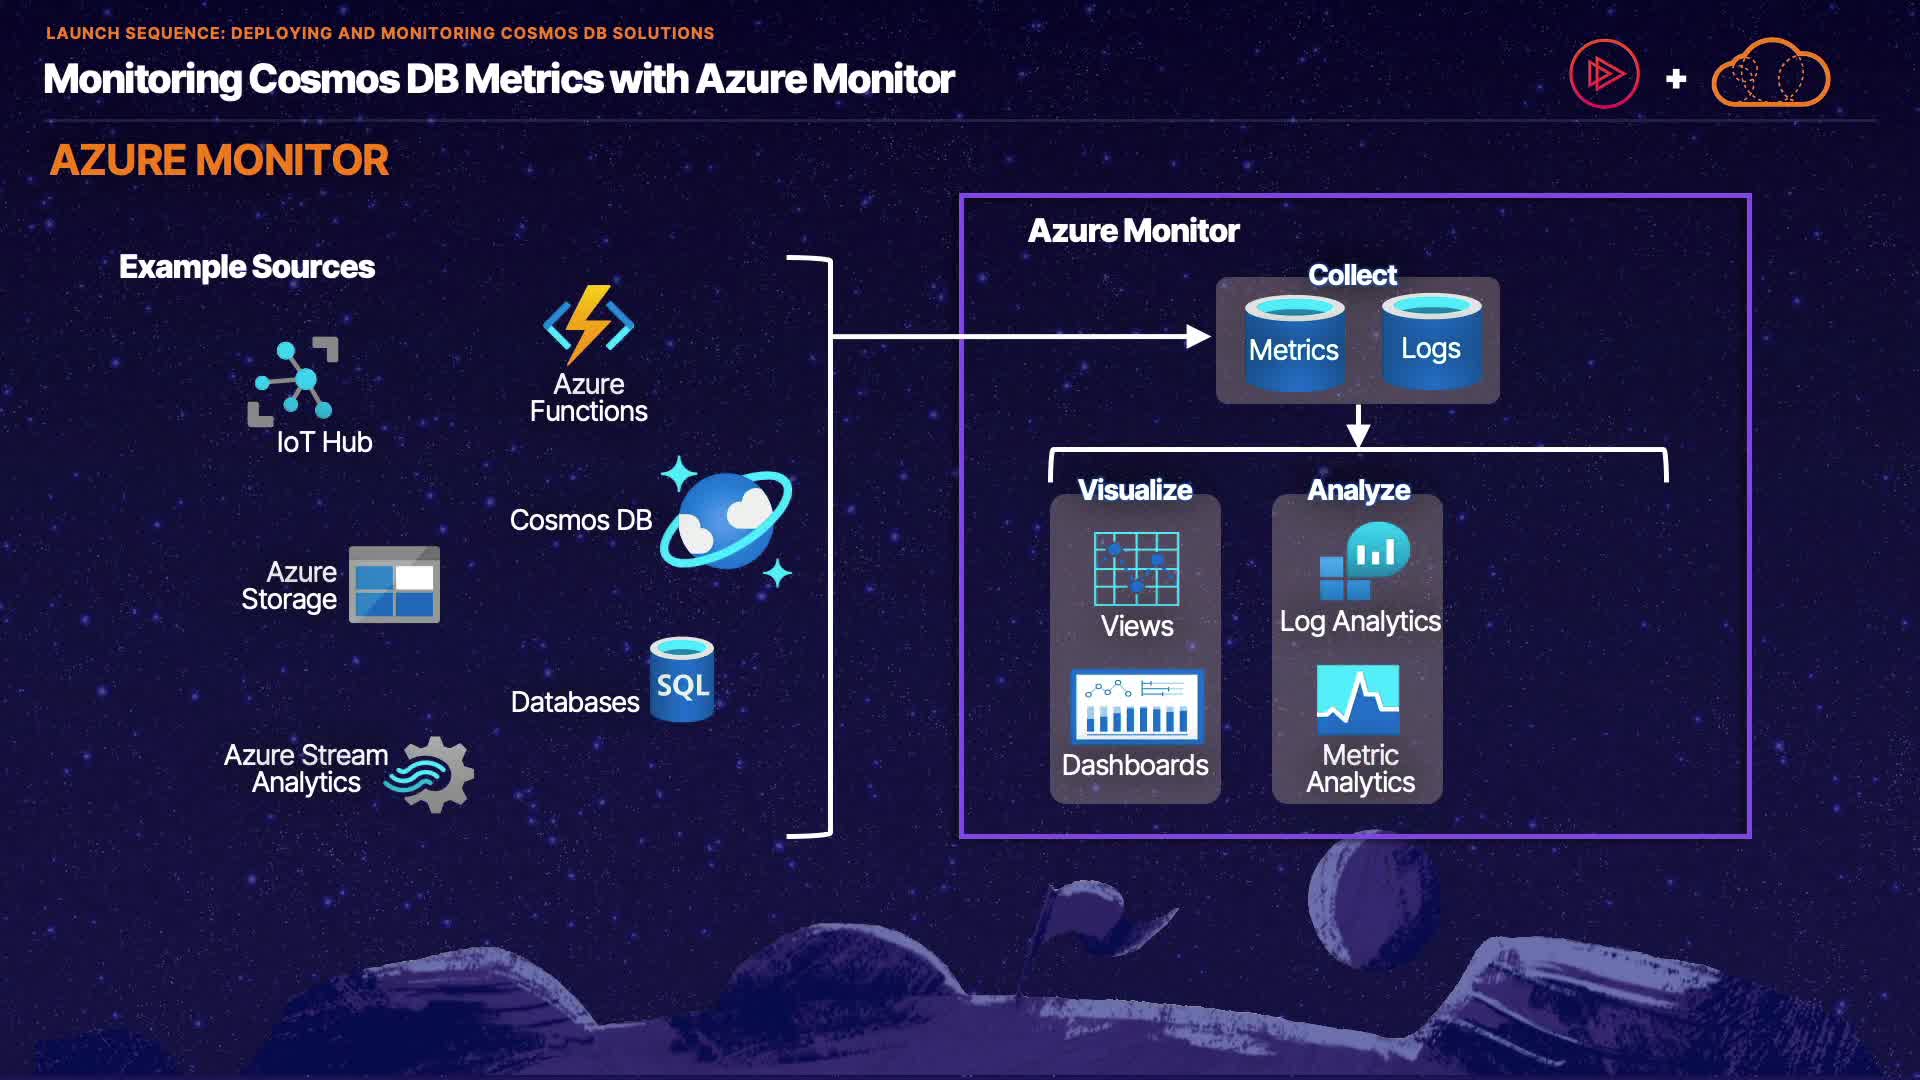 LAUNCH SEQUENCE: DEPLOYING AND MONITORING COSMOS DB SOLUTIONS
Monitoring Cosmos DB Metrics with Azure Monitor
+
AZURE MONITOR
Example Sources
IoT Hub
Azure
Functions
Cosmos DB
Azure
Storage
Databases
SQL
Azure Stream
Analytics
Azure Monitor
Collect
Metrics
Logs
Visualize
Views
Dashboards
Analyze
Log Analytics
Metric
Analytics